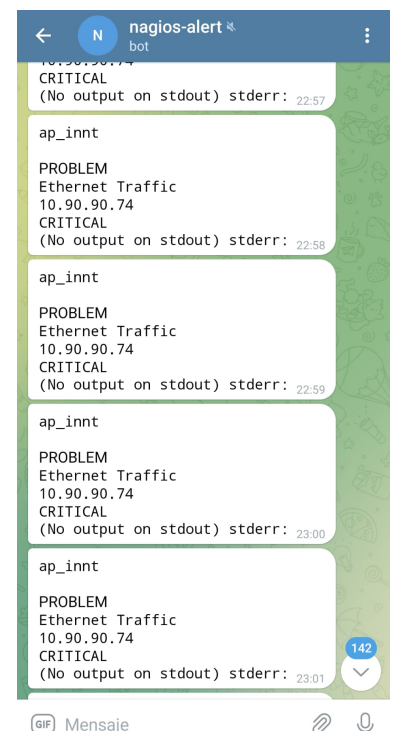 nagios-alert
N
bot
10.90.90.74
CRITICAL
(No output on stdout) stderr: 22:57
ap_innt
PROBLEM
Ethernet Traffic
10.90.90.74
CRITICAL
(No output on stdout) stderr: 22:58
ap_innt
PROBLEM
Ethernet Traffic
10.90.90.74
CRITICAL
(No output on stdout) stderr: 22:59
ap_innt
PROBLEM
Ethernet Traffic
10.90.90.74
CRITICAL
(No output on stdout) stderr: 23:00
ap_innt
PROBLEM
Ethernet Traffic
10.90.90.74
CRITICAL
(No output on stdout) stderr: 23:01
142
GIF Mensaje